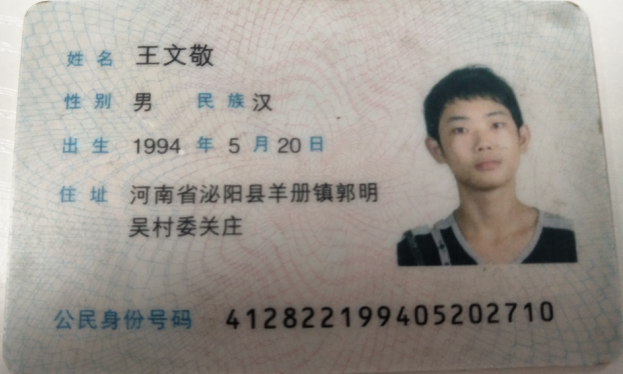 姓名 王文敬
性别 男 民族 汉
出生 1994 年 5 月 20 日
住址 河南省泌阳县羊册镇郭明
吴村委关庄
公民身份号码 412822199405202710